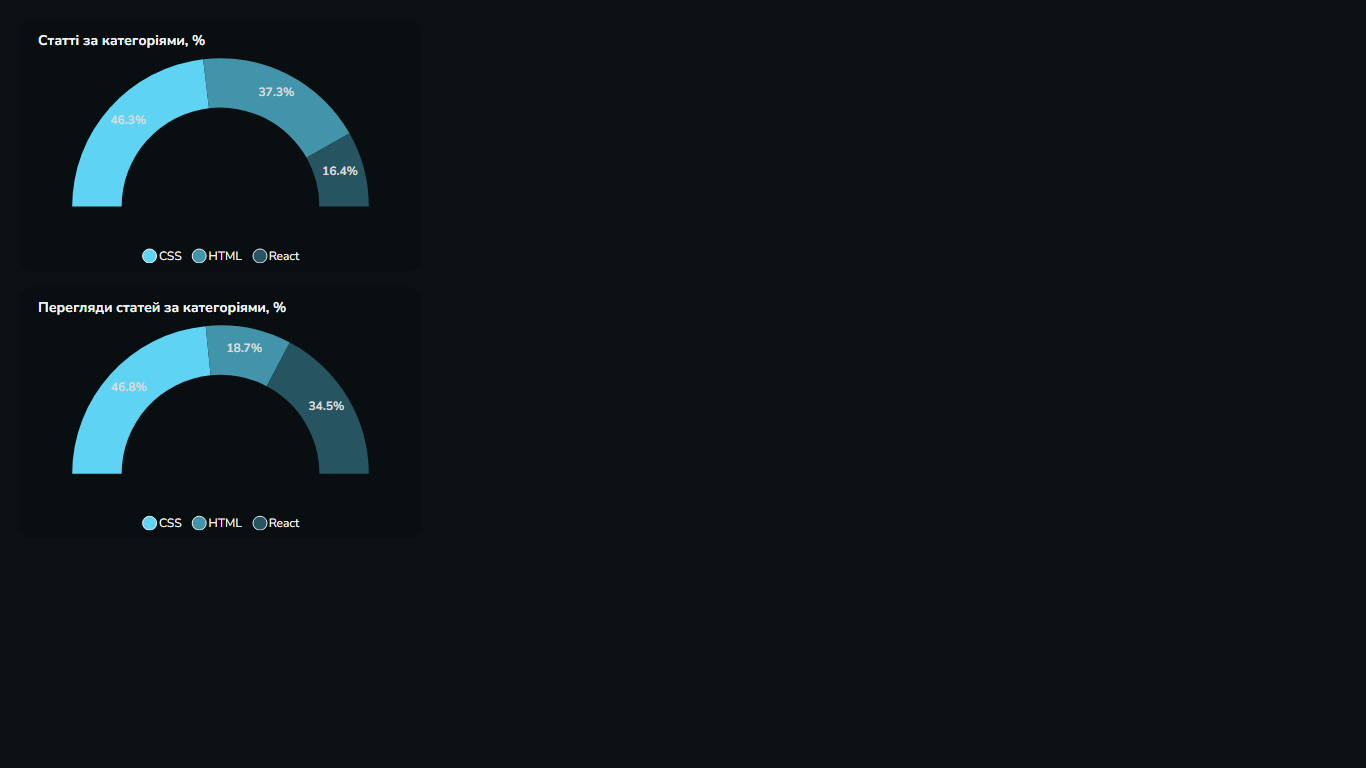 Статті за категоріями, %
37.3%
46.3%
16.4%
CSS HTML React
Перегляди статей за категоріями, %
18.7%
46.8%
34.5%
CSS HTML React